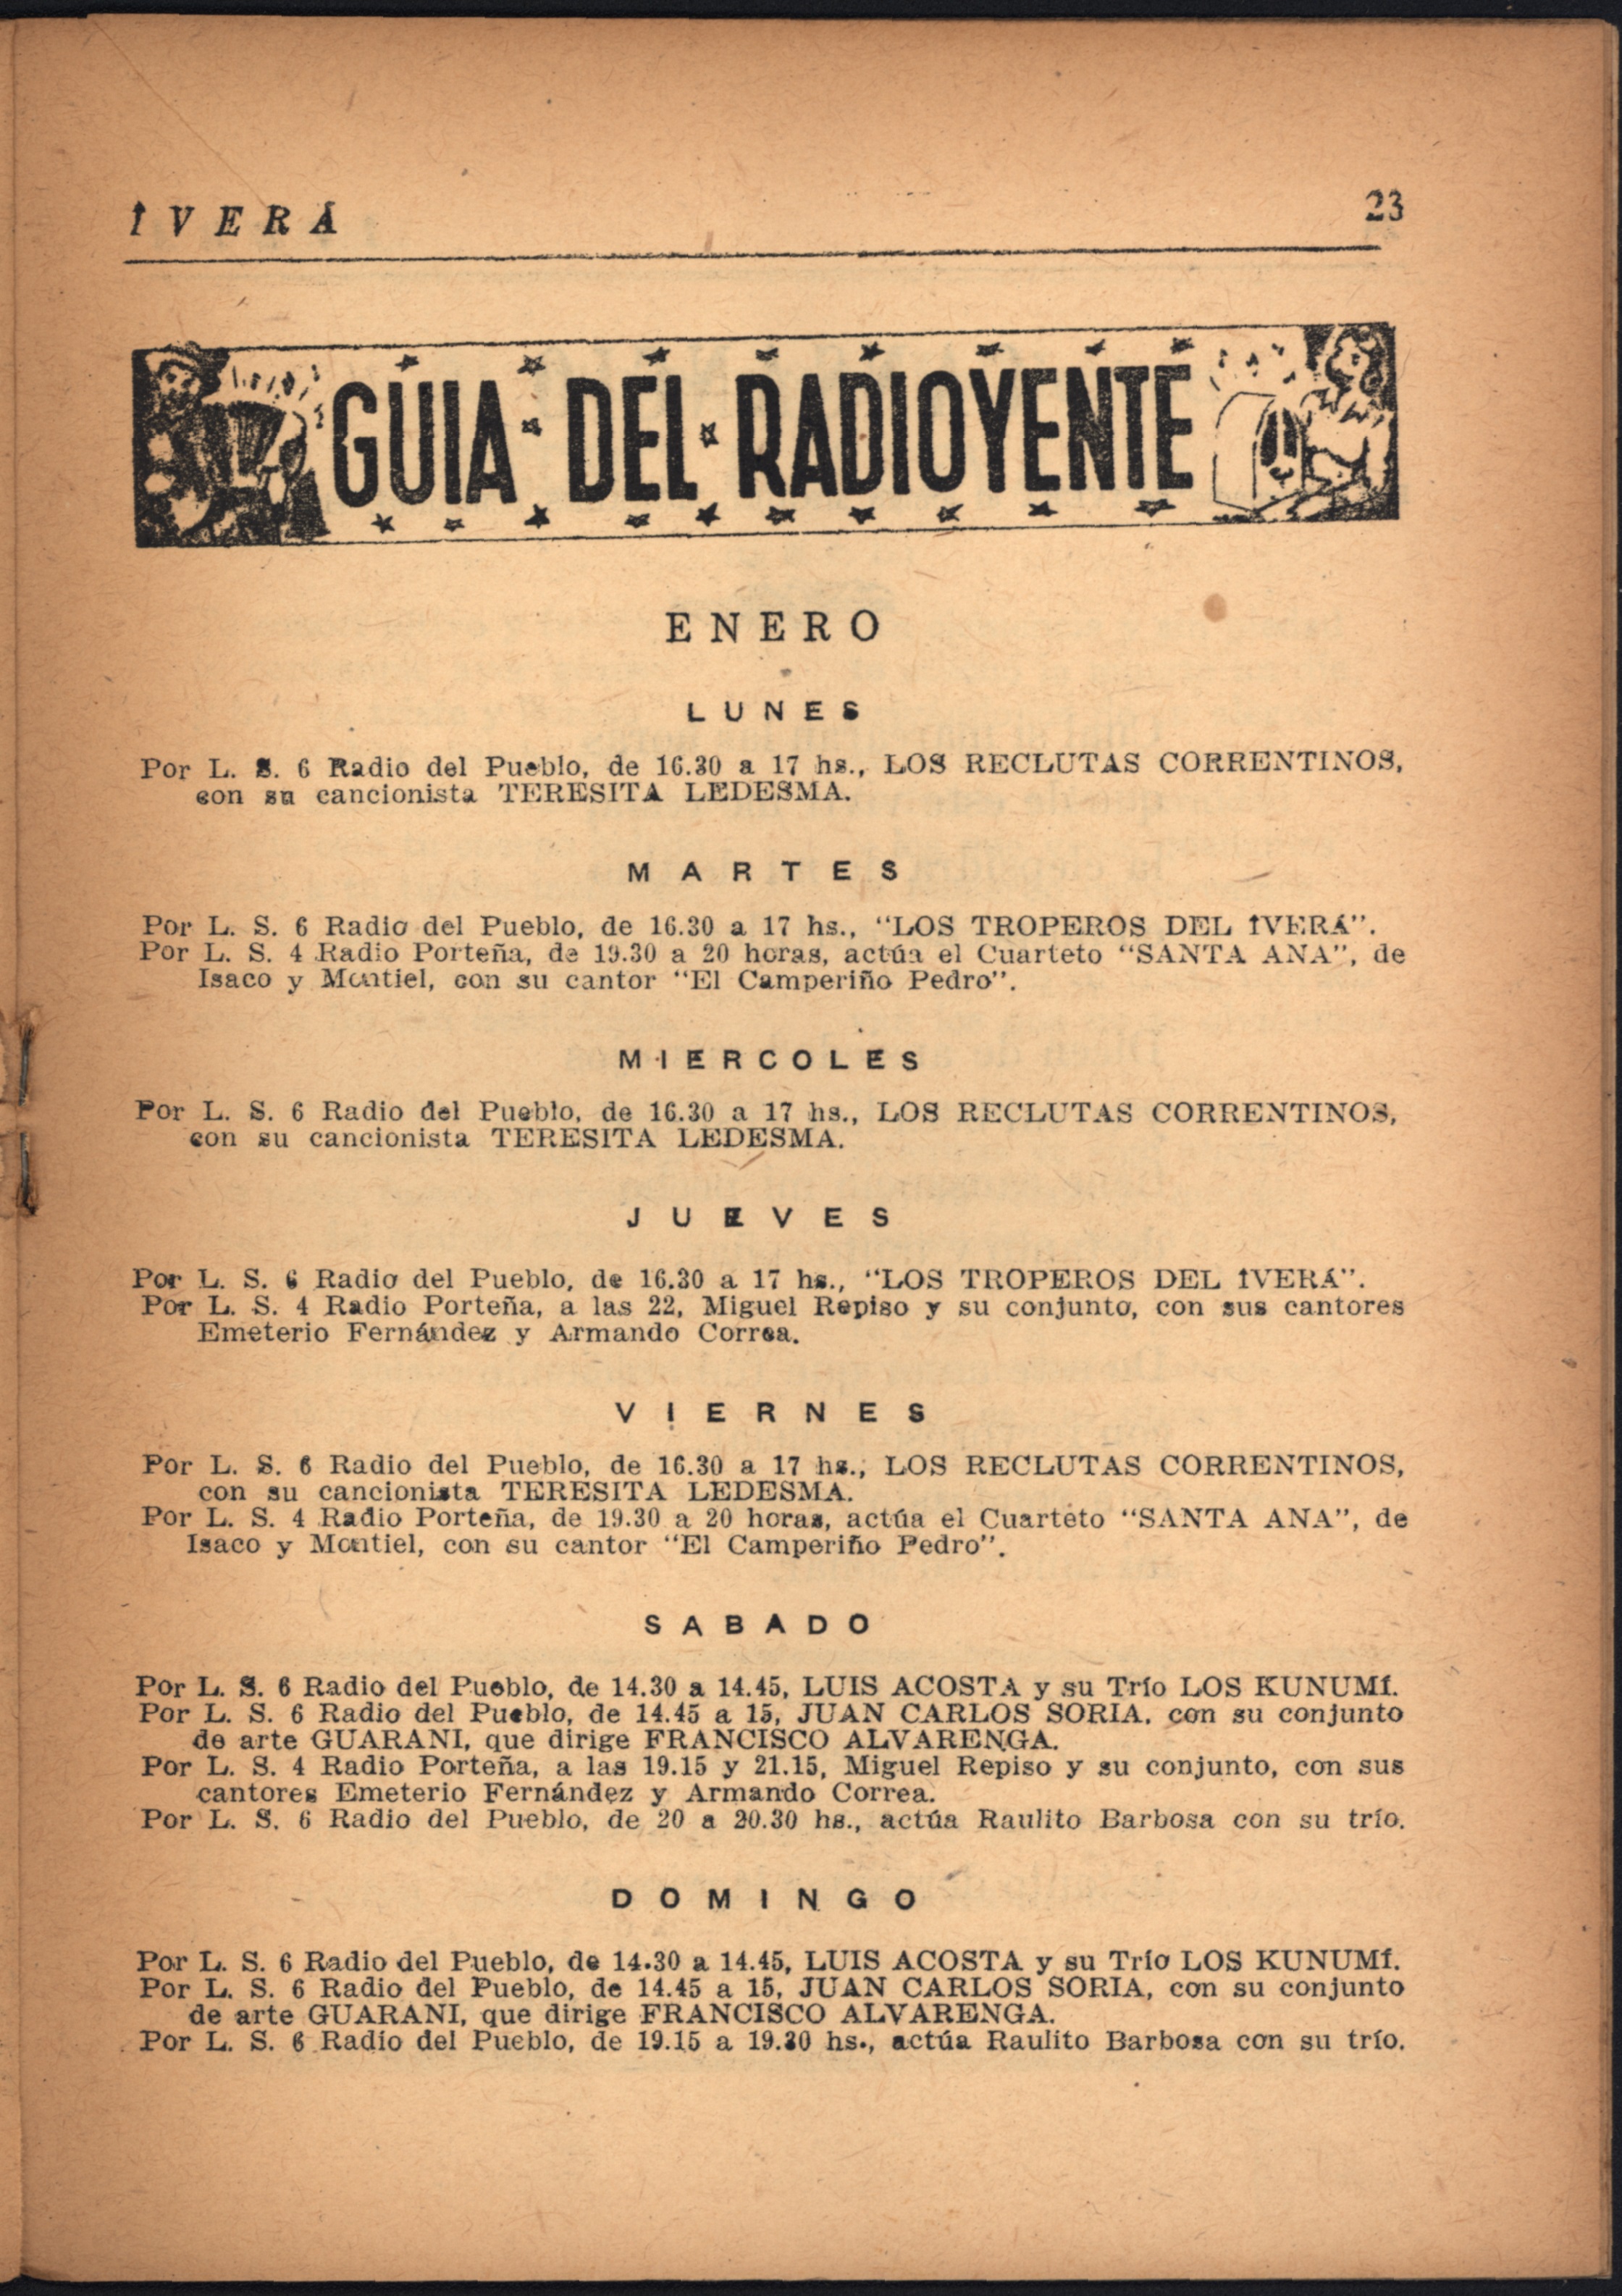 IVERÁ
23
GUIA DEL RADIOYENTE
ENERO
LUNES
Por L. S. 6 Radio del Pueblo, de 16.30 a 17 hs., LOS RECLUTAS CORRENTINOS,
con su cancionista TERESITA LEDESMA.
MARTES
Por L. S. 6 Radio del Pueblo, de 16.30 a 17 hs., “LOS TROPEROS DEL IVERÁ”.
Por L. S. 4 Radio Porteña, de 19.30 a 20 horas, actúa el Cuarteto “SANTA ANA”, de
Isaco y Montiel, con su cantor “El Camperiño Pedro”.
MIERCOLES
Por L. S. 6 Radio del Pueblo, de 16.30 a 17 hs., LOS RECLUTAS CORRENTINOS,
con su cancionista TERESITA LEDESMA.
JUEVES
Por L. S. 6 Radio del Pueblo, de 16.30 a 17 hs., “LOS TROPEROS DEL IVERÁ”.
Por L. S. 4 Radio Porteña, a las 22, Miguel Repiso y su conjunto, con sus cantores
Emeterio Fernández y Armando Correa.
VIERNES
Por L. S. 6 Radio del Pueblo, de 16.30 a 17 hs., LOS RECLUTAS CORRENTINOS,
con su cancionista TERESITA LEDESMA.
Por L. S. 4 Radio Porteña, de 19.30 a 20 horas, actúa el Cuarteto “SANTA ANA”, de
Isaco y Montiel, con su cantor “El Camperiño Pedro”.
SABADO
Por L. S. 6 Radio del Pueblo, de 14.30 a 14.45, LUIS ACOSTA y su Trío LOS KUNUMÍ.
Por L. S. 6 Radio del Pueblo, de 14.45 a 15, JUAN CARLOS SORIA. con su conjunto
de arte GUARANI, que dirige FRANCISCO ALVARENGA.
Por L. S. 4 Radio Porteña, a las 19.15 y 21.15, Miguel Repiso y su conjunto, con sus
cantores Emeterio Fernández y Armando Correa.
Por L. S. 6 Radio del Pueblo, de 20 a 20.30 hs., actúa Raulito Barbosa con su trío.
DOMINGO
Por L. S. 6 Radio del Pueblo, de 14.30 a 14.45, LUIS ACOSTA y su Trío LOS KUNUMÍ.
Por L. S. 6 Radio del Pueblo, de 14.45 a 15, JUAN CARLOS SORIA, con su conjunto
de arte GUARANI, que dirige FRANCISCO ALVARENGA.
Por L. S. 6 Radio del Pueblo, de 19.15 a 19.30 hs., actúa Raulito Barbosa con su trío.